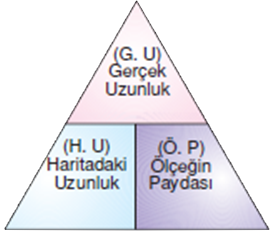 (G. U)
Gerçek
Uzunluk
(H. U)
Haritadaki
Uzunluk
(Ö. P)
Ölçeğin
Paydası